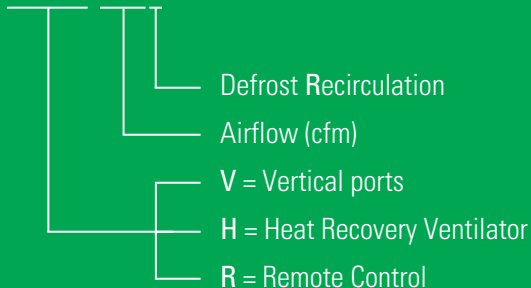 Defrost Recirculation
Airflow (cfm)
V = Vertical ports
H = Heat Recovery Ventilator
R = Remote Control